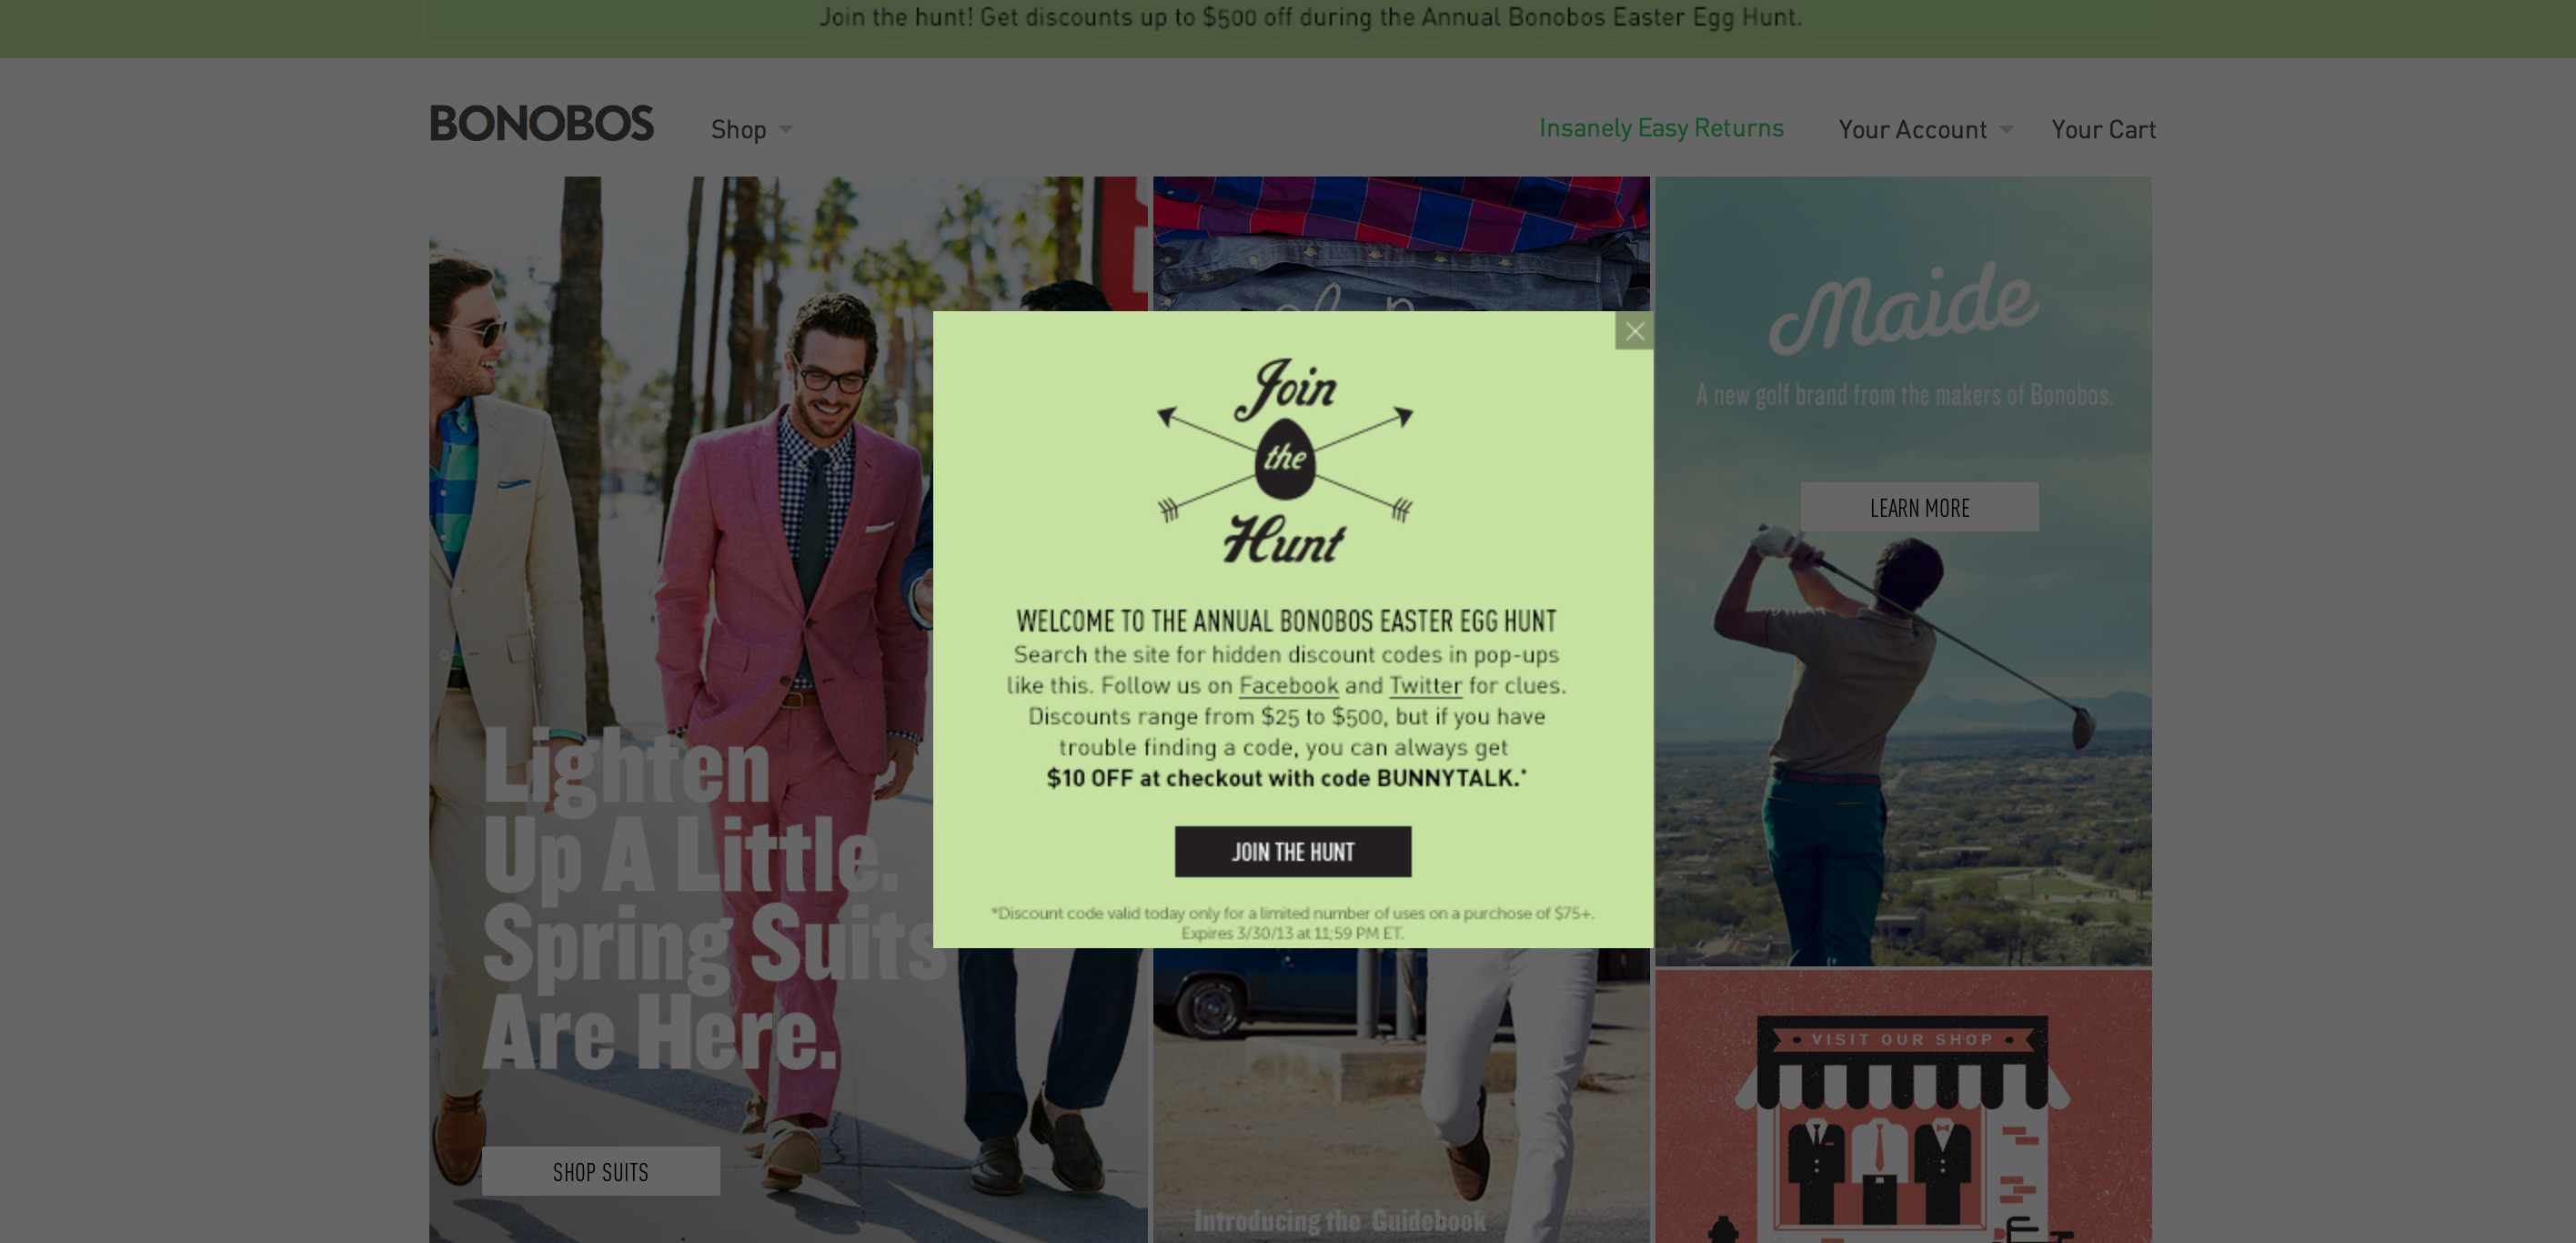 Join the hunt! Get discounts up to $500 off during the Annual Bonobos Easter Egg Hunt.
BONOBOS
Shop
Insanely Easy Returns
Your Account
Your Cart
Lighten
Up A Little.
Spring Suits
Are Here.
SHOP SUITS
Join
the
Hunt
WELCOME TO THE ANNUAL BONOBOS EASTER EGG HUNT
Search the site for hidden discount codes in pop-ups
like this. Follow us on Facebook and Twitter for clues.
Discounts range from $25 to $500, but if you have
trouble finding a code, you can always get
$10 OFF at checkout with code BUNNYTALK.*
JOIN THE HUNT
*Discount code valid today only for a limited number of uses on a purchose of $75+.
Expires 3/30/13 at 11:59 PM ET.
Introducing the Guidebook
Maide
A new golf brand from the makers of Bonobos.
LEARN MORE
• VISIT OUR SHOP •